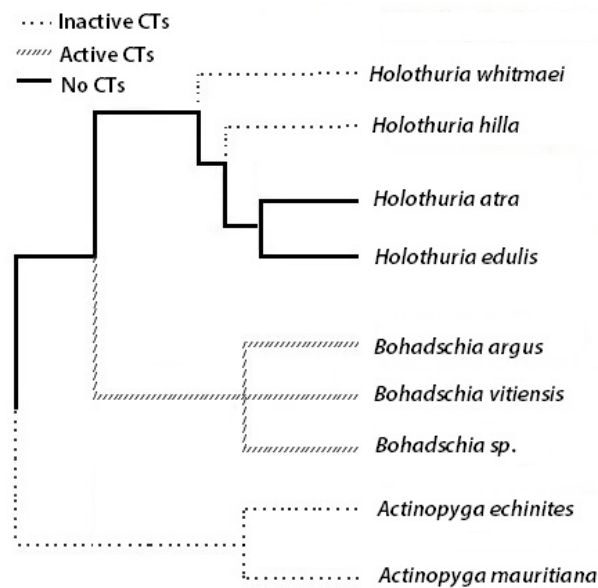 Inactive CTs
Active CTs
No CTs
Holothuria whitmaei
Holothuria hilla
Holothuria atra
Holothuria edulis
Bohadschia argus
Bohadschia vitiensis
Bohadschia sp.
Actinopyga echinites
Actinopyga mauritiana